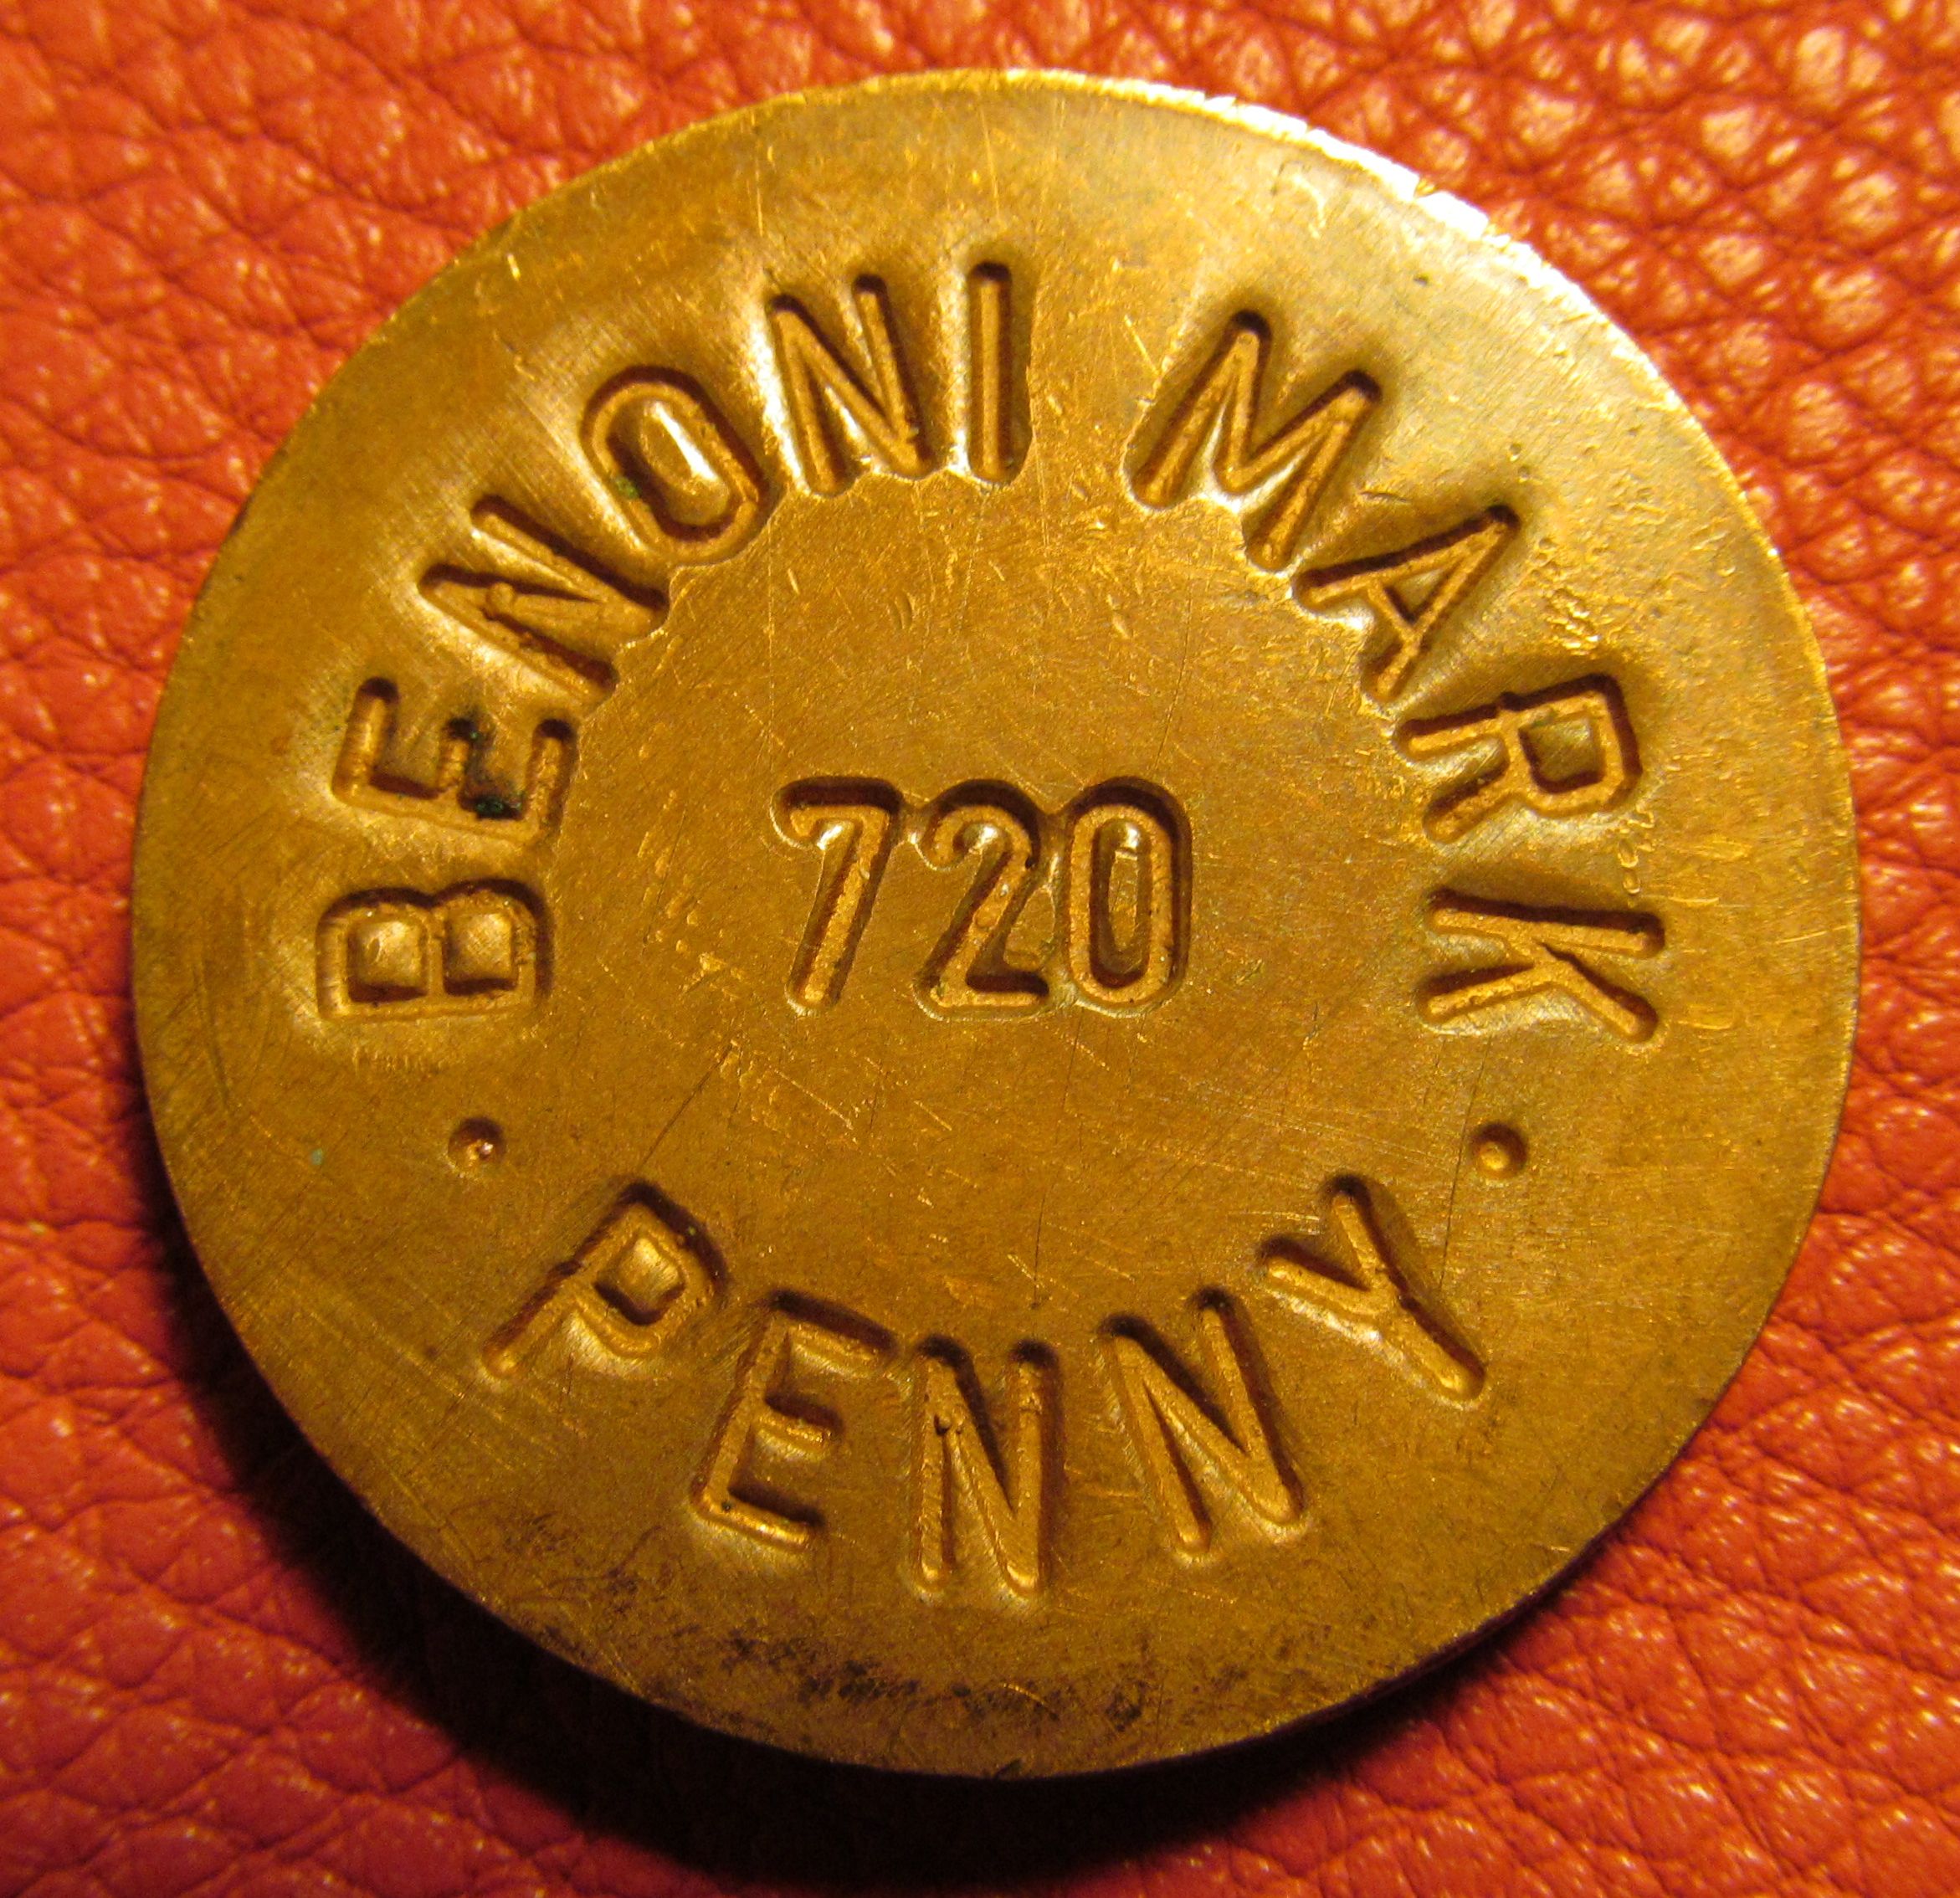 BENONI MARK
720
· PENNY ·